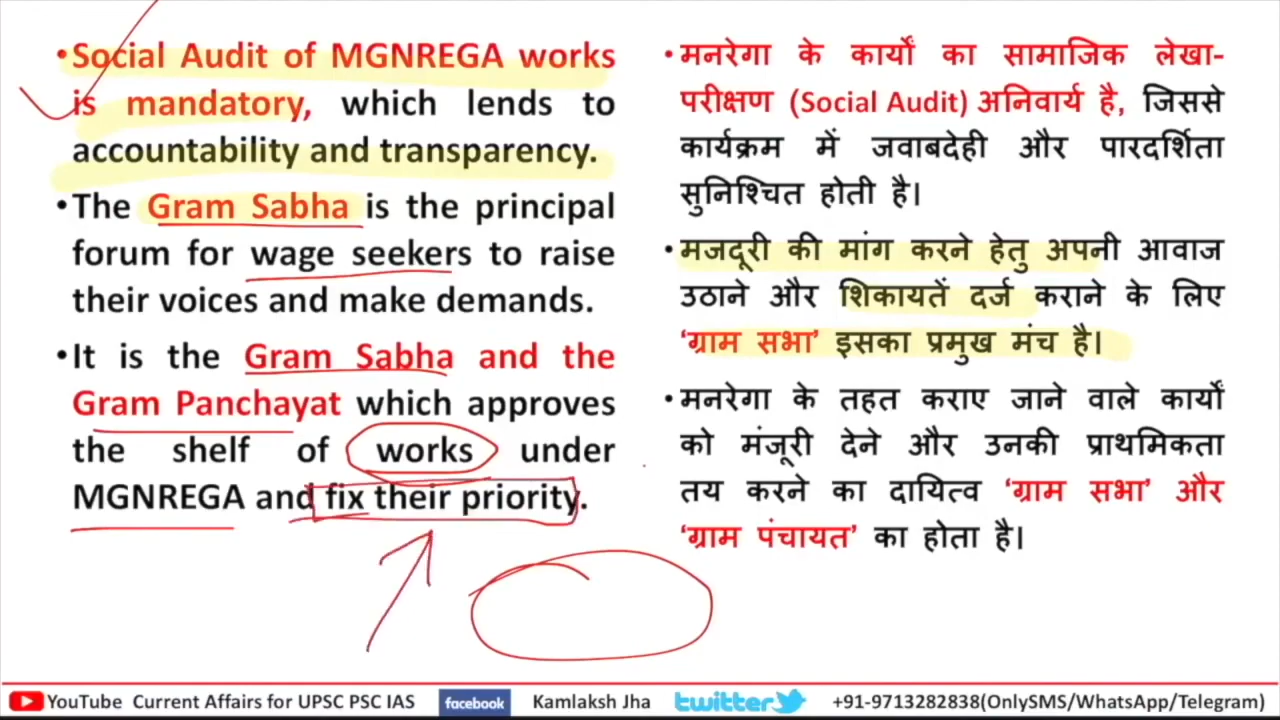 •Social Audit of MGNREGA works
is mandatory, which lends to
accountability and transparency.
•The Gram Sabha is the principal
forum for wage seekers to raise
their voices and make demands.
•It is the Gram Sabha and the
Gram Panchayat which approves
the shelf of works under
MGNREGA and fix their priority.
•मनरेगा के कार्यों का सामाजिक लेखा-
परीक्षण (Social Audit) अनिवार्य है, जिससे
कार्यक्रम में जवाबदेही और पारदर्शिता
सुनिश्चित होती है।
•मजदूरी की मांग करने हेतु अपनी आवाज
उठाने और शिकायतें दर्ज कराने के लिए
‘ग्राम सभा’ इसका प्रमुख मंच है।
•मनरेगा के तहत कराए जाने वाले कार्यों
को मंजूरी देने और उनकी प्राथमिकता
तय करने का दायित्व ‘ग्राम सभा’ और
‘ग्राम पंचायत’ का होता है।
YouTube Current Affairs for UPSC PSC IAS facebook Kamlaksh Jha twitter +91-9713282838(OnlySMS/WhatsApp/Telegram)